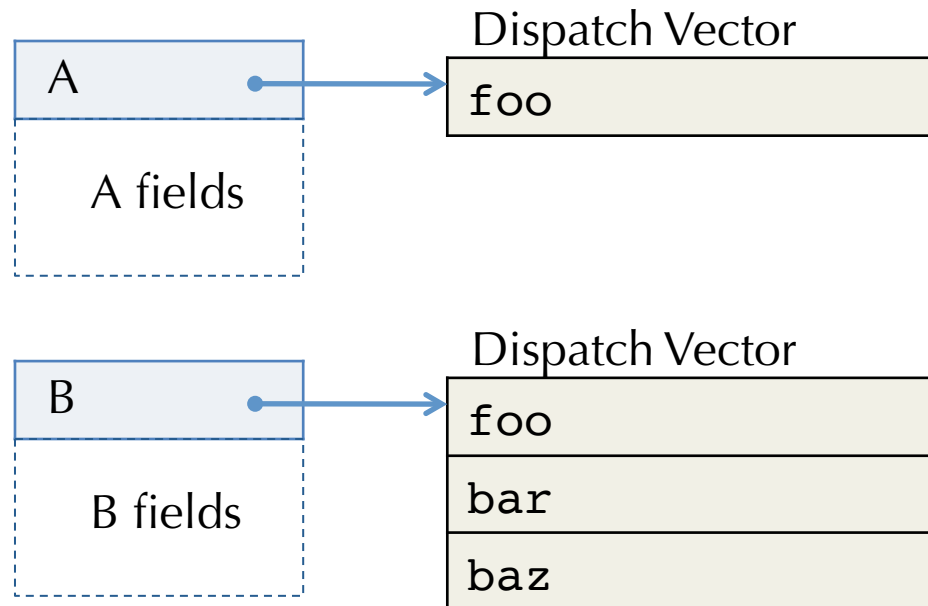 Dispatch Vector
A
foo
A fields
Dispatch Vector
B
foo
bar
B fields
baz